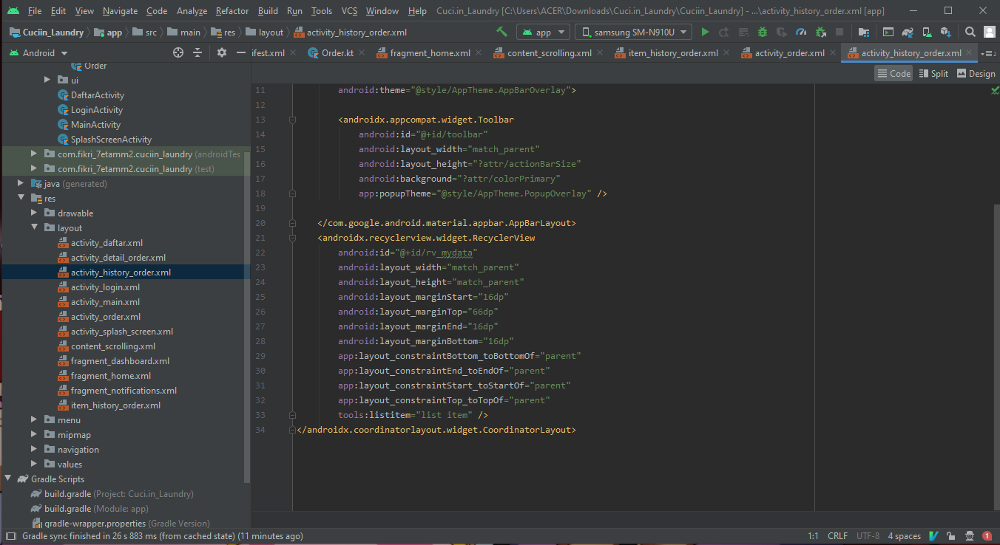 File Edit View Navigate Code Analyze Refactor Build Run Tools VCS Window Help Cuci.in_Laundry [C:\Users\ACER\Downloads\Cuci.in_Laundry\Cuciin_Laundry] - ...\activity_history_order.xml [app]
Cuciin_Laundry app src main res layout activity_history_order.xml app samsung SM-N910U
Android ifest.xml Order.kt fragment_home.xml content_scrolling.xml item_history_order.xml activity_order.xml activity_history_order.xml 2
Code Split Design
Order
ui
DaftarActivity
LoginActivity
MainActivity
SplashScreenActivity
com.fikri_7etamm2.cuciin_laundry (androidTes
com.fikri_7etamm2.cuciin_laundry (test)
java (generated)
res
drawable
layout
activity_daftar.xml
activity_detail_order.xml
activity_history_order.xml
activity_login.xml
activity_main.xml
activity_order.xml
activity_splash_screen.xml
content_scrolling.xml
fragment_dashboard.xml
fragment_home.xml
fragment_notifications.xml
item_history_order.xml
menu
mipmap
navigation
values
Gradle Scripts
build.gradle (Project: Cuci.in_Laundry)
build.gradle (Module: app)
gradle-wrapper.properties (Gradle Version)
11 android:theme="@style/AppTheme.AppBarOverlay">
12
13 <androidx.appcompat.widget.Toolbar
14 android:id="@+id/toolbar"
15 android:layout_width="match_parent"
16 android:layout_height="?attr/actionBarSize"
17 android:background="?attr/colorPrimary"
18 app:popupTheme="@style/AppTheme.PopupOverlay" />
19
20 </com.google.android.material.appbar.AppBarLayout>
21 <androidx.recyclerview.widget.RecyclerView
22 android:id="@+id/rv_mydata"
23 android:layout_width="match_parent"
24 android:layout_height="match_parent"
25 android:layout_marginStart="16dp"
26 android:layout_marginTop="66dp"
27 android:layout_marginEnd="16dp"
28 android:layout_marginBottom="16dp"
29 app:layout_constraintBottom_toBottomOf="parent"
30 app:layout_constraintEnd_toEndOf="parent"
31 app:layout_constraintStart_toStartOf="parent"
32 app:layout_constraintTop_toTopOf="parent"
33 tools:listitem="list item" />
34 </androidx.coordinatorlayout.widget.CoordinatorLayout>
Gradle sync finished in 26 s 883 ms (from cached state) (11 minutes ago) 1:1 CRLF UTF-8 4 spaces 1